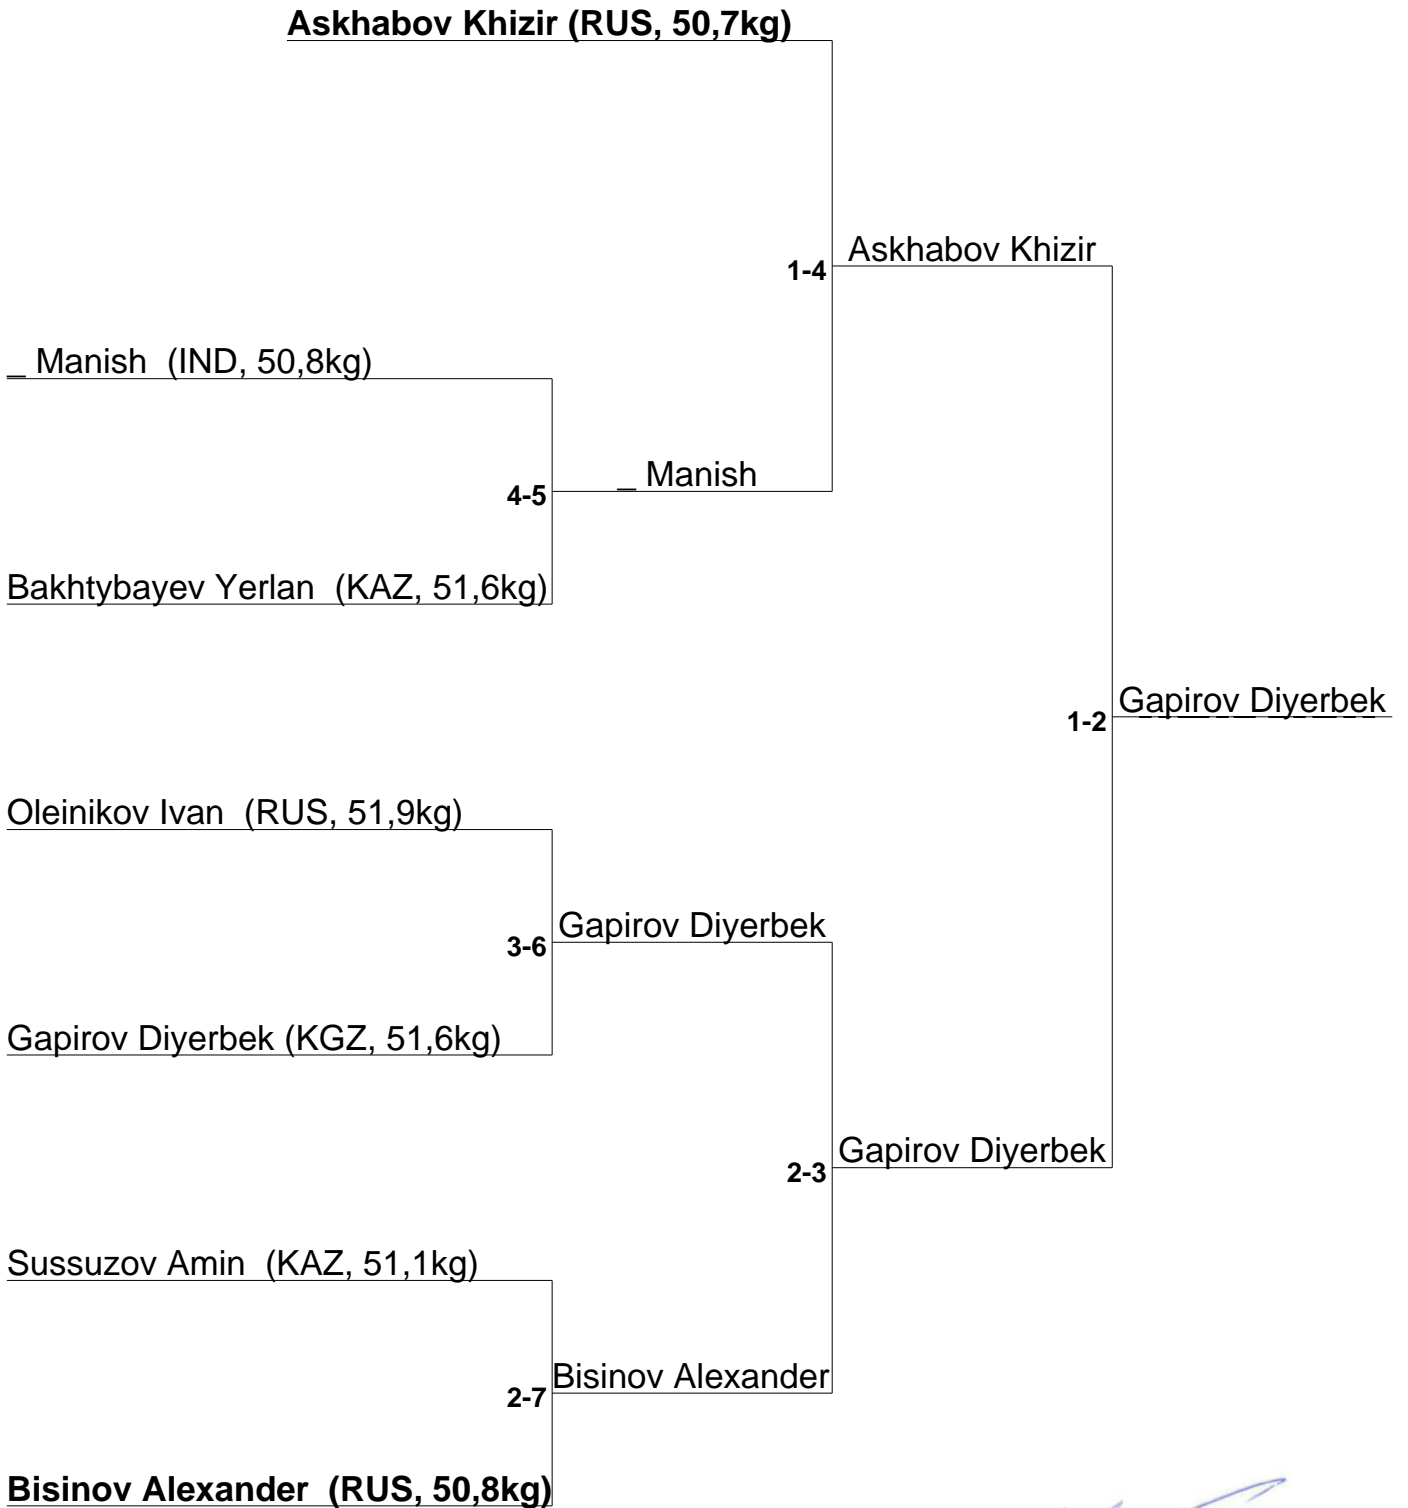 Askhabov Khizir (RUS, 50,7kg)
Askhabov Khizir
1-4
_ Manish (IND, 50,8kg)
_ Manish
4-5
Bakhtybayev Yerlan (KAZ, 51,6kg)
Gapirov Diyerbek
1-2
Oleinikov Ivan (RUS, 51,9kg)
Gapirov Diyerbek
3-6
Gapirov Diyerbek (KGZ, 51,6kg)
Gapirov Diyerbek
2-3
Sussuzov Amin (KAZ, 51,1kg)
Bisinov Alexander
2-7
Bisinov Alexander (RUS, 50,8kg)